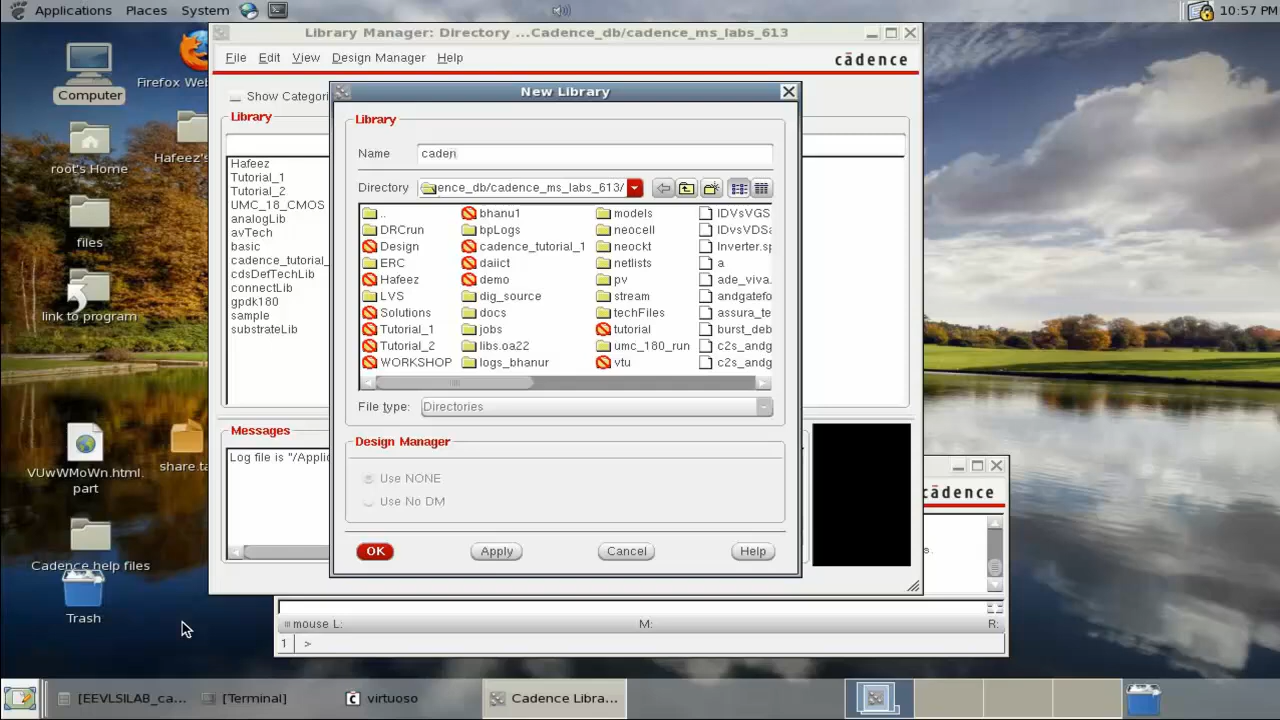 Applications Places System
10:57 PM
Computer
Firefox We
root's Home
Hafeez's
files
link to program
VUwWMoWn.html.
part
share.ta
Cadence help files
Trash
Library Manager: Directory ...Cadence_db/cadence_ms_labs_613
File Edit View Design Manager Help
cādence
Show Categori
Library
Hafeez
Tutorial_1
Tutorial_2
UMC_18_CMOS
analogLib
avTech
basic
cadence_tutorial_
cdsDefTechLib
connectLib
gpdk180
sample
substrateLib
Messages
Log file is "/Applic
New Library
Library
Name caden
Directory ence_db/cadence_ms_labs_613/
.. bhanu1 models IDVsVGS
DRCrun bpLogs neocell IDvsVDSa
Design cadence_tutorial_1 neockt Inverter.sp
ERC daiict netlists a
Hafeez demo pv ade_viva.
LVS dig_source stream andgatefo
Solutions docs techFiles assura_te
Tutorial_1 jobs tutorial burst_deb
Tutorial_2 libs.oa22 umc_180_run c2s_andg
WORKSHOP logs_bhanur vtu c2s_andg
File type: Directories
Design Manager
Use NONE
Use No DM
OK Apply Cancel Help
cādence
s.
mouse L: M: R:
1 >
[EEVLSILAB_ca... [Terminal] virtuoso Cadence Libra...